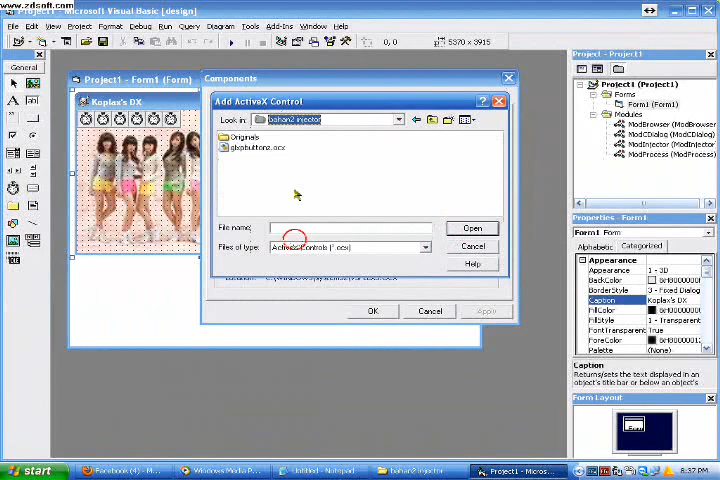 www.zdsoft.com
Project1 - Microsoft Visual Basic [design]
File Edit View Project Format Debug Run Query Diagram Tools Add-Ins Window Help
0, 0
5370 x 3915
General
Project1 - Form1 (Form)
Koplax's DX
Components
Add ActiveX Control
Look in:
bahan2 injector
Originals
File name:
Files of type:
ActiveX Controls (*.ocx)
Open
Cancel
Help
OK
Cancel
Apply
Project - Project1
Project1 (Project1)
Forms
Form1 (Form1)
Modules
ModBrowser (ModBrowser)
ModCDialog (ModCDialog)
ModInjector (ModInjector)
ModProcess (ModProcess)
Properties - Form1
Form1 Form
Alphabetic Categorized
Appearance
Appearance 1 - 3D
BackColor
BorderStyle 3 - Fixed Dialog
Caption Koplax's DX
FillColor
FillStyle 1 - Transparent
FontTransparent True
ForeColor
Palette (None)
Caption
Returns/sets the text displayed in an object's title bar or below an object's
Form Layout
start
Facebook (4) - M...
Windows Media P...
Untitled - Notepad
bahan2 injector
Project1 - Micros...
8:37 PM